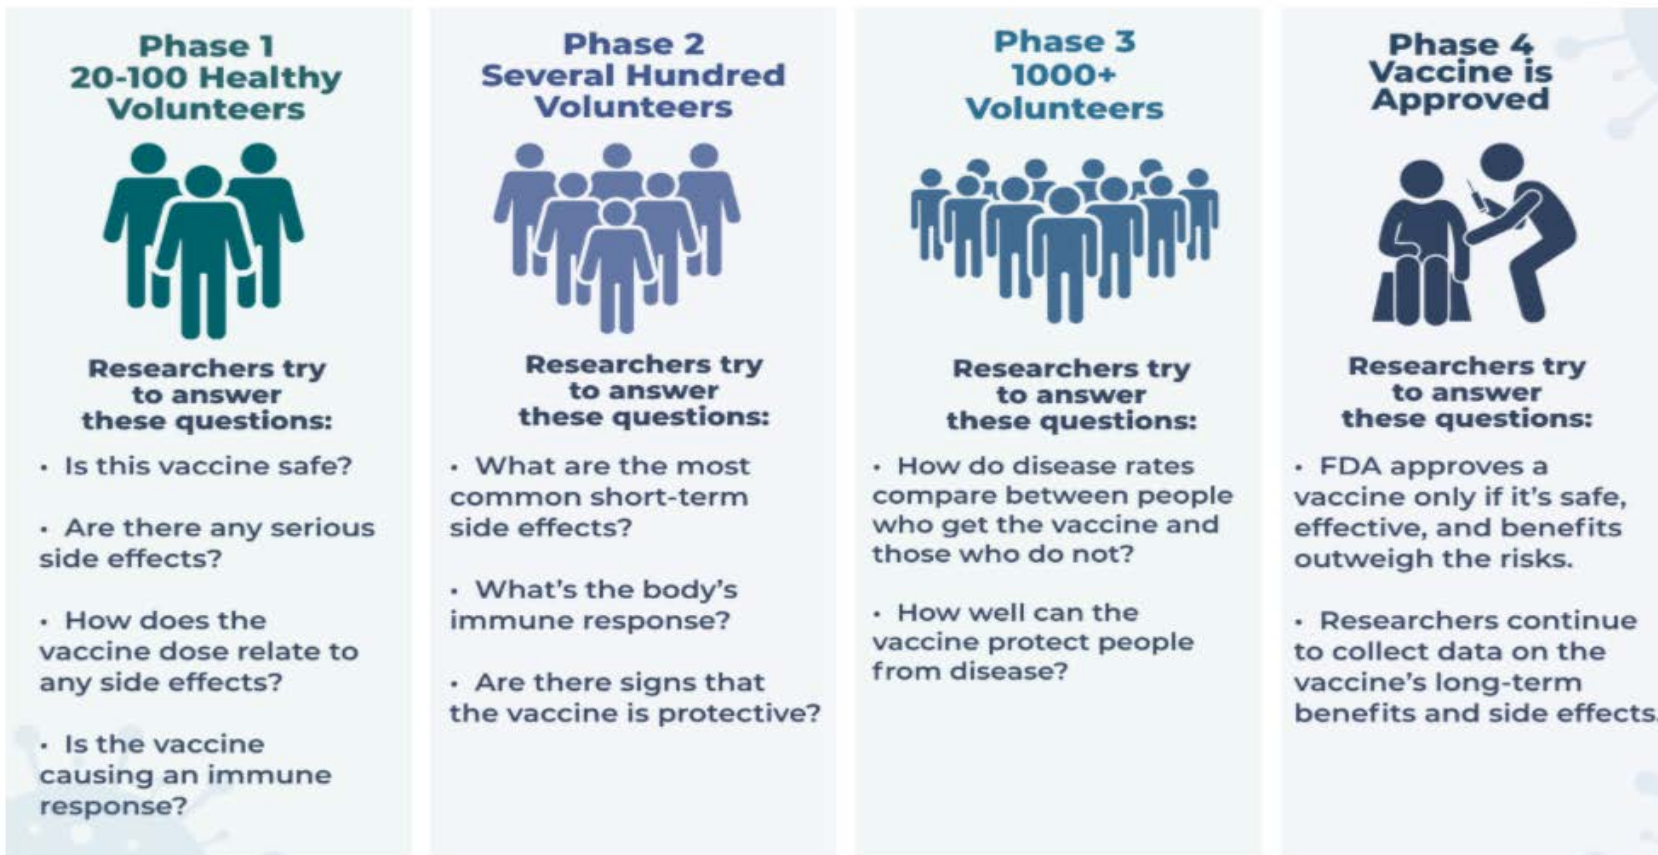 Phase 1
20-100 Healthy
Volunteers
Researchers try
to answer
these questions:
· Is this vaccine safe?
· Are there any serious
side effects?
· How does the
vaccine dose relate to
any side effects?
· Is the vaccine
causing an immune
response?
Phase 2
Several Hundred
Volunteers
Researchers try
to answer
these questions:
· What are the most
common short-term
side effects?
· What's the body's
immune response?
· Are there signs that
the vaccine is protective?
Phase 3
1000+
Volunteers
Researchers try
to answer
these questions:
· How do disease rates
compare between people
who get the vaccine and
those who do not?
· How well can the
vaccine protect people
from disease?
Phase 4
Vaccine is
Approved
Researchers try
to answer
these questions:
· FDA approves a
vaccine only if it's safe,
effective, and benefits
outweigh the risks.
· Researchers continue
to collect data on the
vaccine's long-term
benefits and side effects.